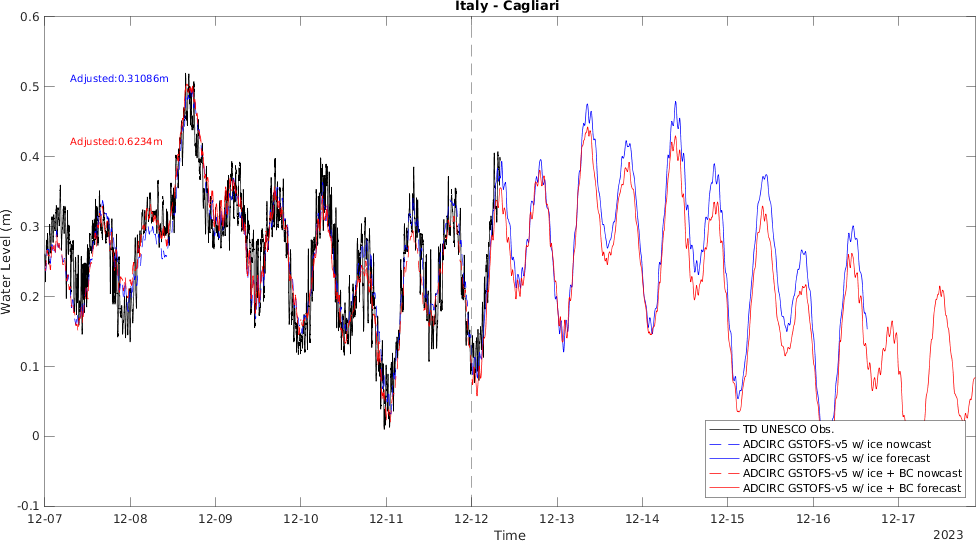 Italy - Cagliari
0.6
0.5
0.4
0.3
0.2
0.1
0
-0.1
Water Level (m)
Adjusted:0.31086m
Adjusted:0.6234m
TD UNESCO Obs.
ADCIRC GSTOFS-v5 w/ ice nowcast
ADCIRC GSTOFS-v5 w/ ice forecast
ADCIRC GSTOFS-v5 w/ ice + BC nowcast
ADCIRC GSTOFS-v5 w/ ice + BC forecast
12-07 12-08 12-09 12-10 12-11 12-12 12-13 12-14 12-15 12-16 12-17
Time
2023